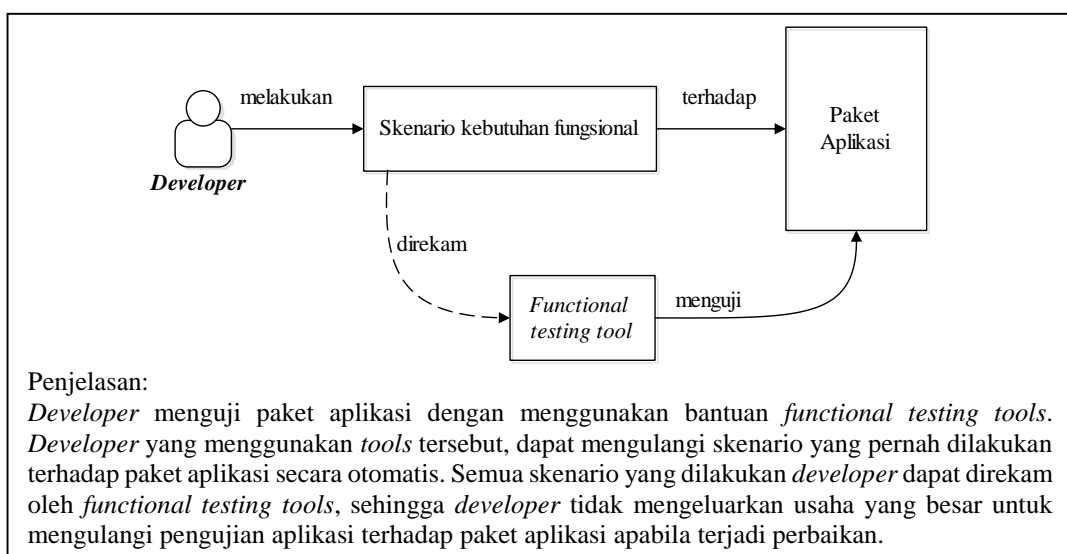 melakukan
Skenario kebutuhan fungsional
terhadap
Paket
Aplikasi
Developer
direkam
Functional
testing tool
menguji
Penjelasan:
Developer menguji paket aplikasi dengan menggunakan bantuan functional testing tools.
Developer yang menggunakan tools tersebut, dapat mengulangi skenario yang pernah dilakukan
terhadap paket aplikasi secara otomatis. Semua skenario yang dilakukan developer dapat direkam
oleh functional testing tools, sehingga developer tidak mengeluarkan usaha yang besar untuk
mengulangi pengujian aplikasi terhadap paket aplikasi apabila terjadi perbaikan.